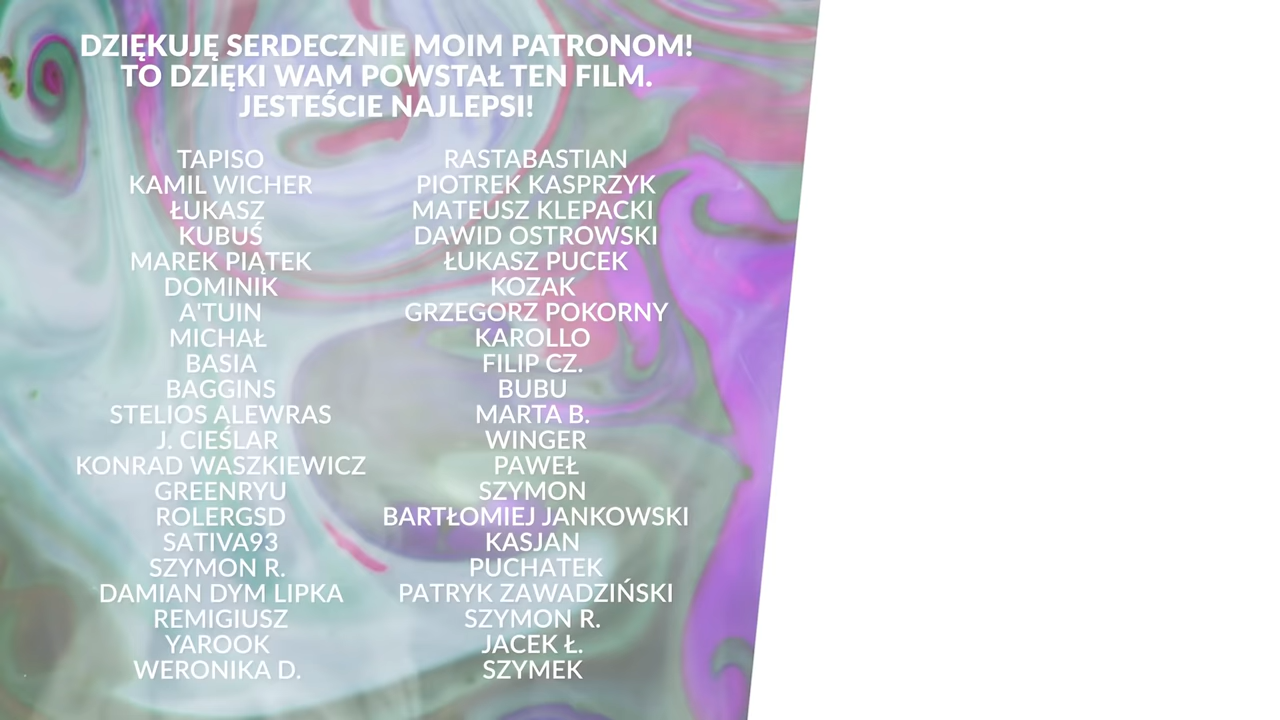 DZIĘKUJĘ SERDECZNIE MOIM PATRONOM!
TO DZIĘKI WAM POWSTAŁ TEN FILM.
JESTEŚCIE NAJLEPSI!
TAPISO
KAMIL WICHER
ŁUKASZ
KUBUŚ
MAREK PIĄTEK
DOMINIK
A'TUIN
MICHAŁ
BASIA
BAGGINS
STELIOS ALEWRAS
J. CIEŚLAR
KONRAD WASZKIEWICZ
GREENRYU
ROLERGSD
SATIVA93
SZYMON R.
DAMIAN DYM LIPKA
REMIGIUSZ
YAROOK
WERONIKA D.
RASTABASTIAN
PIOTREK KASPRZYK
MATEUSZ KLEPACKI
DAWID OSTROWSKI
ŁUKASZ PUCEK
KOZAK
GRZEGORZ POKORNY
KAROLLO
FILIP CZ.
BUBU
MARTA B.
WINGER
PAWEŁ
SZYMON
BARTŁOMIEJ JANKOWSKI
KASJAN
PUCHATEK
PATRYK ZAWADZIŃSKI
SZYMON R.
JACEK Ł.
SZYMEK